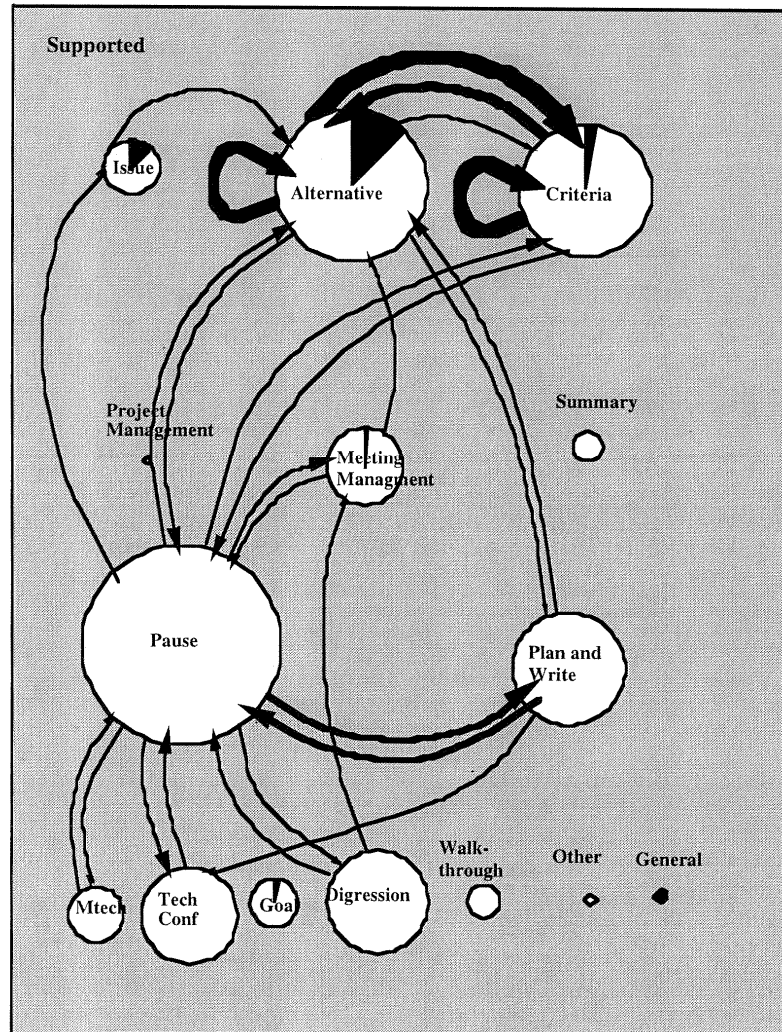 Supported
Issue
Alternative
Criteria
Project
Management
Summary
Meeting
Managment
Pause
Plan and
Write
Walk-
through
Other
General
Mtech
Tech
Conf
Goal
Digression